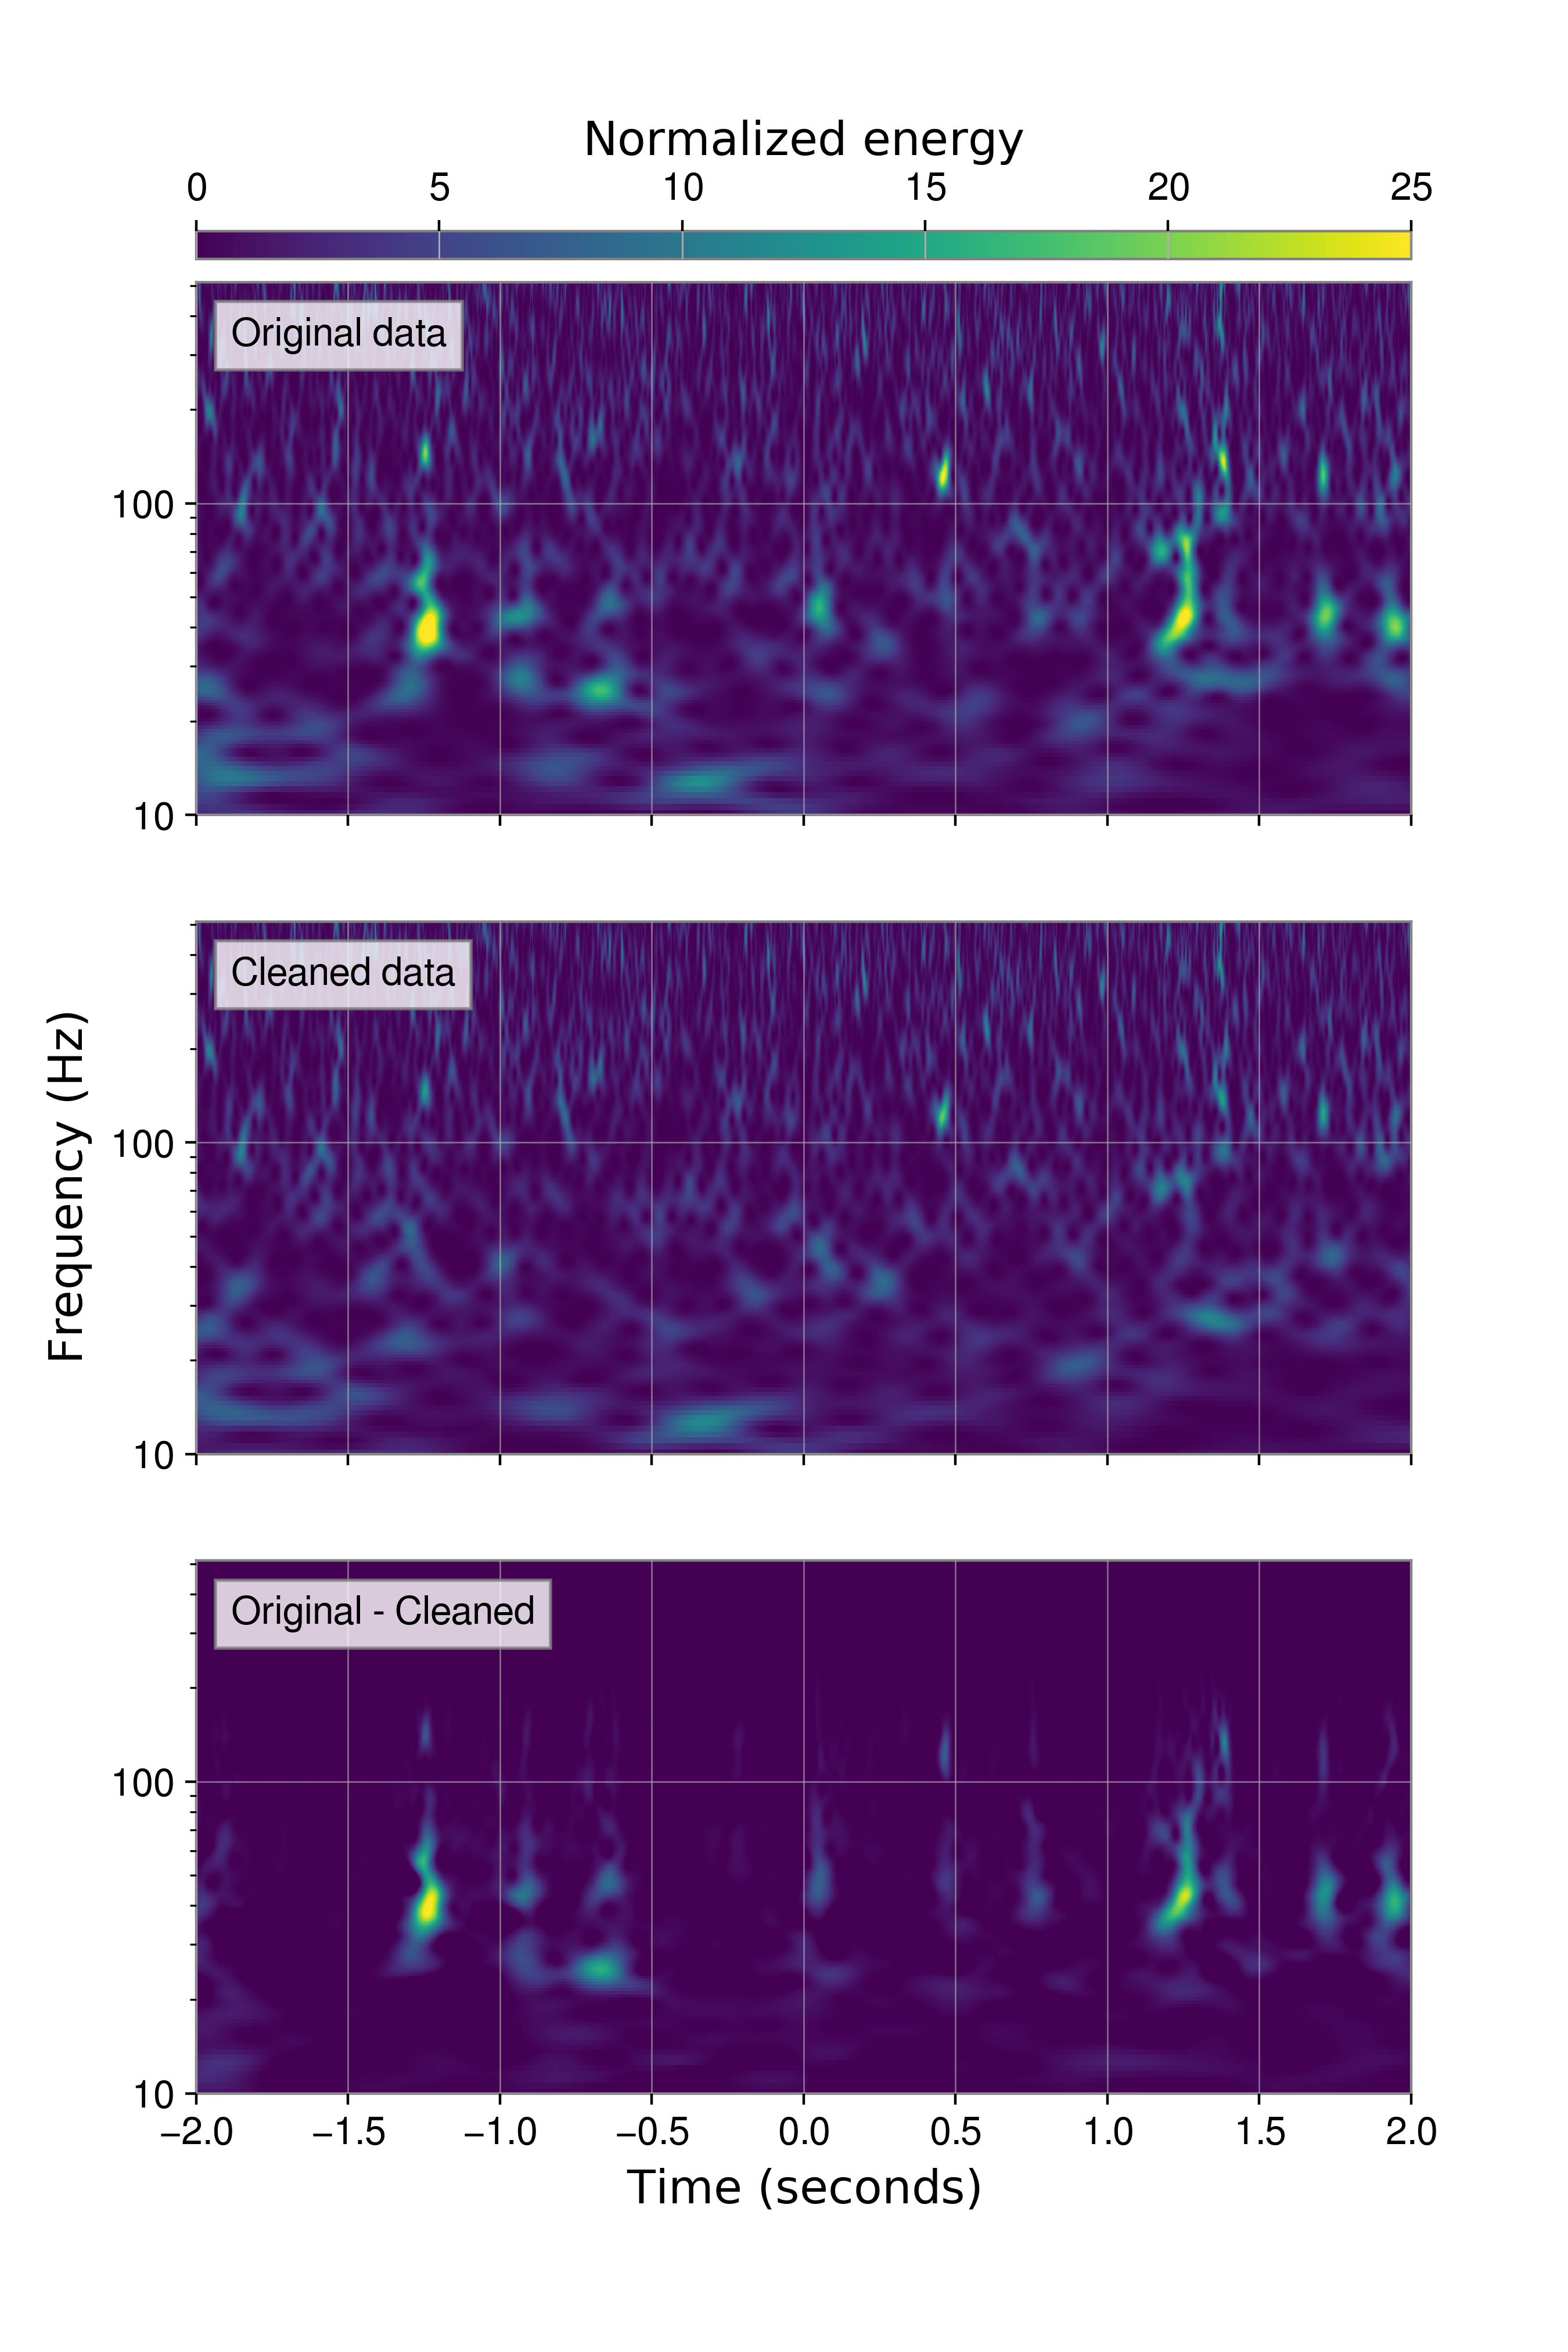 Normalized energy
0 5 10 15 20 25
Original data
100
10
Cleaned data
100
10
Frequency (Hz)
Original - Cleaned
100
10
−2.0 −1.5 −1.0 −0.5 0.0 0.5 1.0 1.5 2.0
Time (seconds)